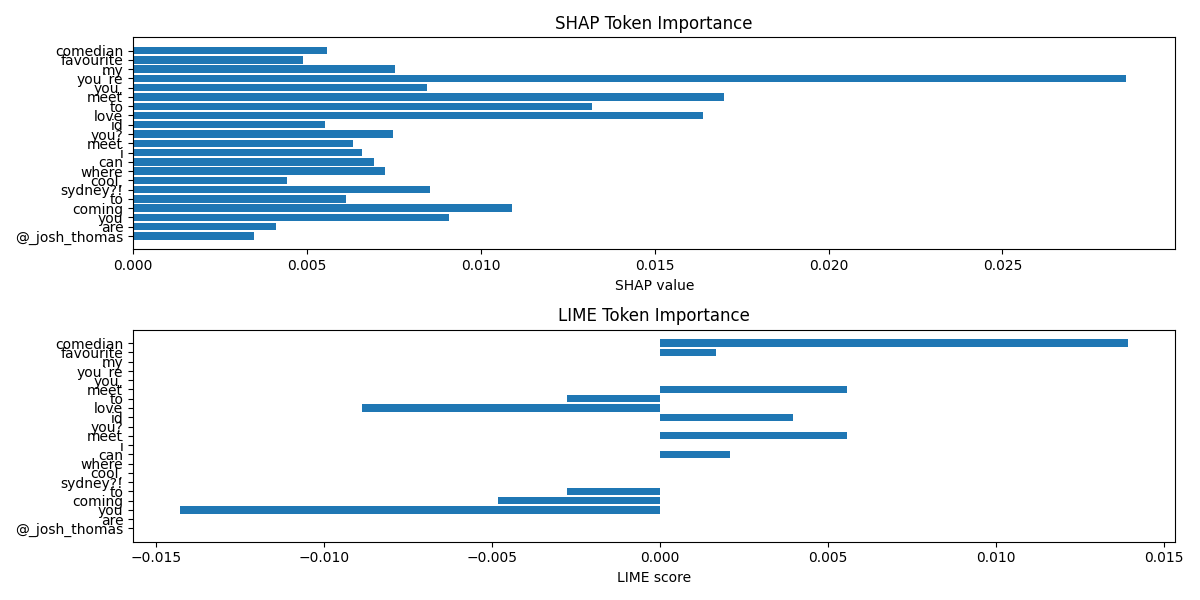 SHAP Token Importance
comedian
favourite
my
you_re
you
meet
to
love
id
you?
meet
i
can
where
cool
sydney?!
to
coming
you
are
@_josh_thomas
0.000 0.005 0.010 0.015 0.020 0.025
SHAP value
LIME Token Importance
comedian
favourite
my
you_re
you
meet
to
love
id
you?
meet
i
can
where
cool
sydney?!
to
coming
you
are
@_josh_thomas
−0.015 −0.010 −0.005 0.000 0.005 0.010 0.015
LIME score